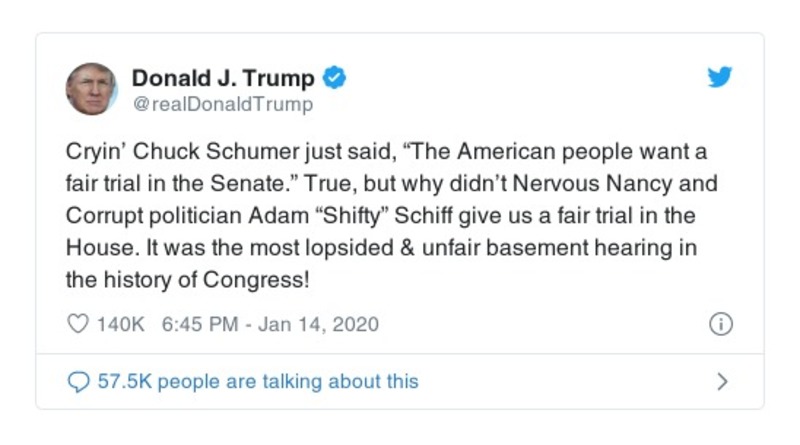 Donald J. Trump
@realDonaldTrump
Cryin’ Chuck Schumer just said, “The American people want a
fair trial in the Senate.” True, but why didn’t Nervous Nancy and
Corrupt politician Adam “Shifty” Schiff give us a fair trial in the
House. It was the most lopsided & unfair basement hearing in
the history of Congress!
140K 6:45 PM - Jan 14, 2020
57.5K people are talking about this